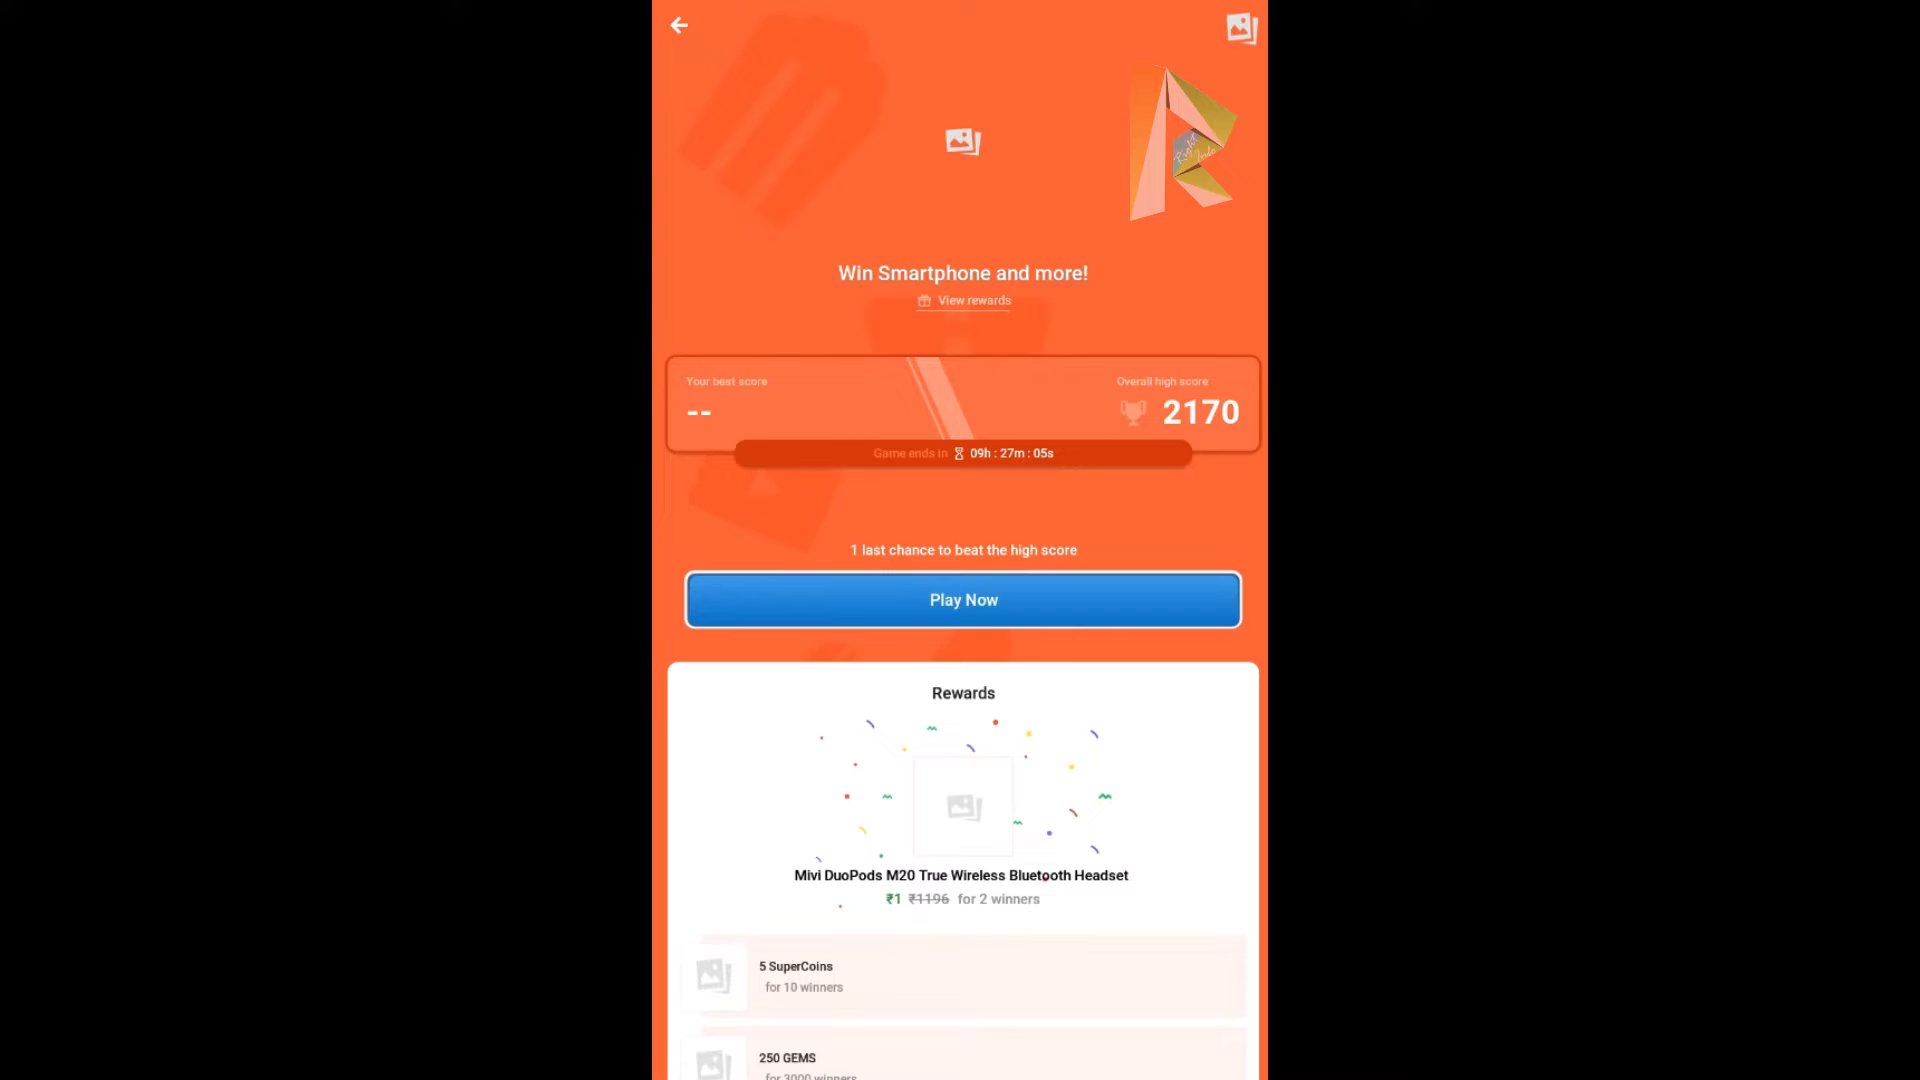 Right
Win Smartphone and more!
View rewards
Your best score
--
Overall high score
2170
Game ends in 09h : 27m : 05s
1 last chance to beat the high score
Play Now
Rewards
Mivi DuoPods M20 True Wireless Bluetooth Headset
₹1 ₹1196 for 2 winners
5 SuperCoins
for 10 winners
250 GEMS
for 3000 winners